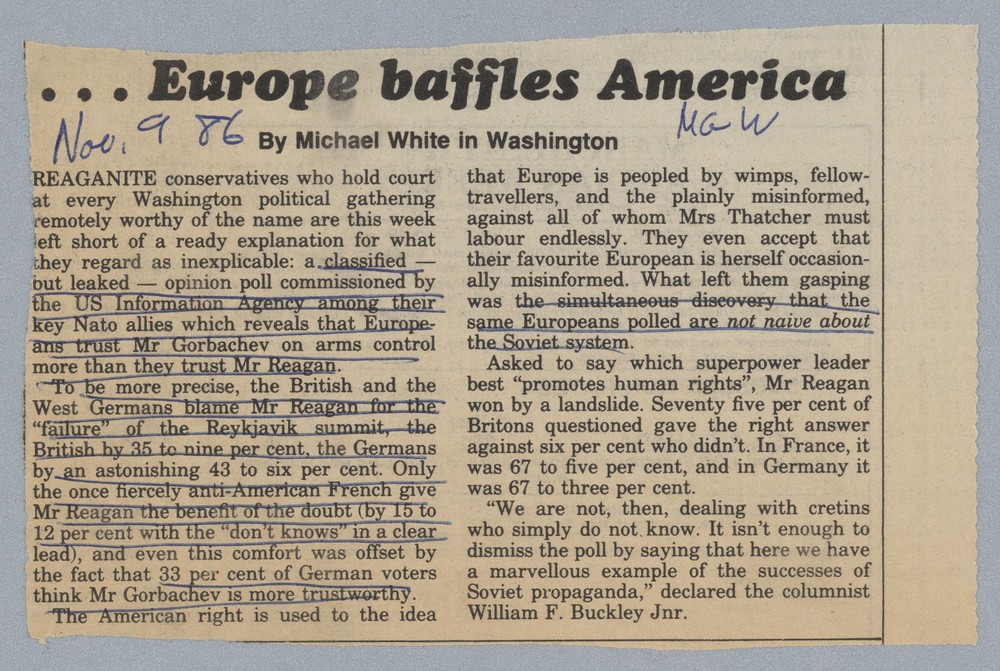 . . . Europe baffles America
Nov. 9 86
MGW
By Michael White in Washington
REAGANITE conservatives who hold court
at every Washington political gathering
remotely worthy of the name are this week
left short of a ready explanation for what
they regard as inexplicable: a classified —
but leaked — opinion poll commissioned by
the US Information Agency among their
key Nato allies which reveals that Europe-
ans trust Mr Gorbachev on arms control
more than they trust Mr Reagan.
To be more precise, the British and the
West Germans blame Mr Reagan for the
“failure” of the Reykjavik summit, the
British by 35 to nine per cent, the Germans
by an astonishing 43 to six per cent. Only
the once fiercely anti-American French give
Mr Reagan the benefit of the doubt (by 15 to
12 per cent with the “don’t knows” in a clear
lead), and even this comfort was offset by
the fact that 33 per cent of German voters
think Mr Gorbachev is more trustworthy.
The American right is used to the idea
that Europe is peopled by wimps, fellow-
travellers, and the plainly misinformed,
against all of whom Mrs Thatcher must
labour endlessly. They even accept that
their favourite European is herself occasion-
ally misinformed. What left them gasping
was the simultaneous discovery that the
same Europeans polled are not naive about
the Soviet system.
Asked to say which superpower leader
best “promotes human rights”, Mr Reagan
won by a landslide. Seventy five per cent of
Britons questioned gave the right answer
against six per cent who didn’t. In France, it
was 67 to five per cent, and in Germany it
was 67 to three per cent.
“We are not, then, dealing with cretins
who simply do not know. It isn’t enough to
dismiss the poll by saying that here we have
a marvellous example of the successes of
Soviet propaganda,” declared the columnist
William F. Buckley Jnr.